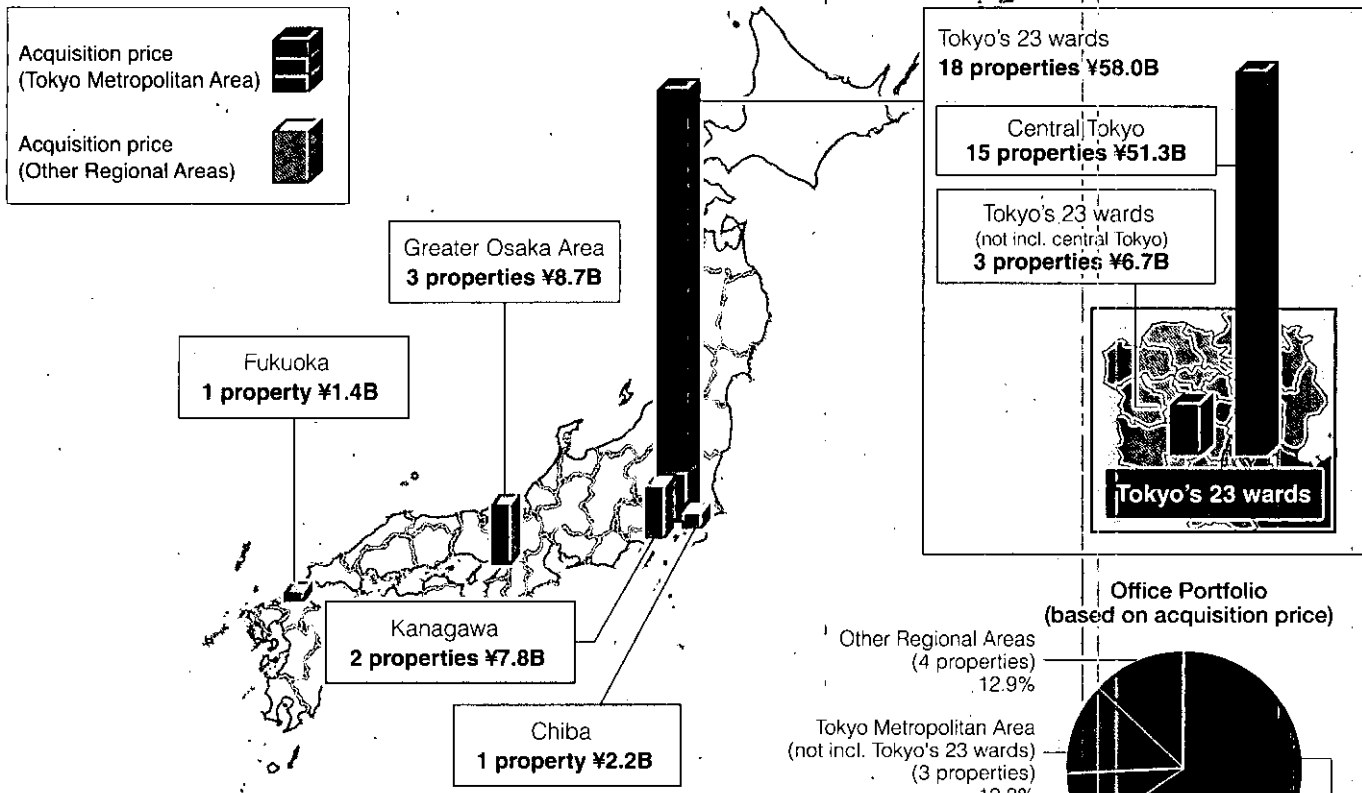 Acquisition price
(Tokyo Metropolitan Area)
Acquisition price
(Other Regional Areas)
Tokyo's 23 wards
18 properties ¥58.0B
Central Tokyo
15 properties ¥51.3B
Tokyo's 23 wards
(not incl. central Tokyo)
3 properties ¥6.7B
Tokyo's 23 wards
Greater Osaka Area
3 properties ¥8.7B
Fukuoka
1 property ¥1.4B
Kanagawa
2 properties ¥7.8B
Chiba
1 property ¥2.2B
Office Portfolio
(based on acquisition price)
Other Regional Areas
(4 properties)
12.9%
Tokyo Metropolitan Area
(not incl. Tokyo's 23 wards)
(3 properties)